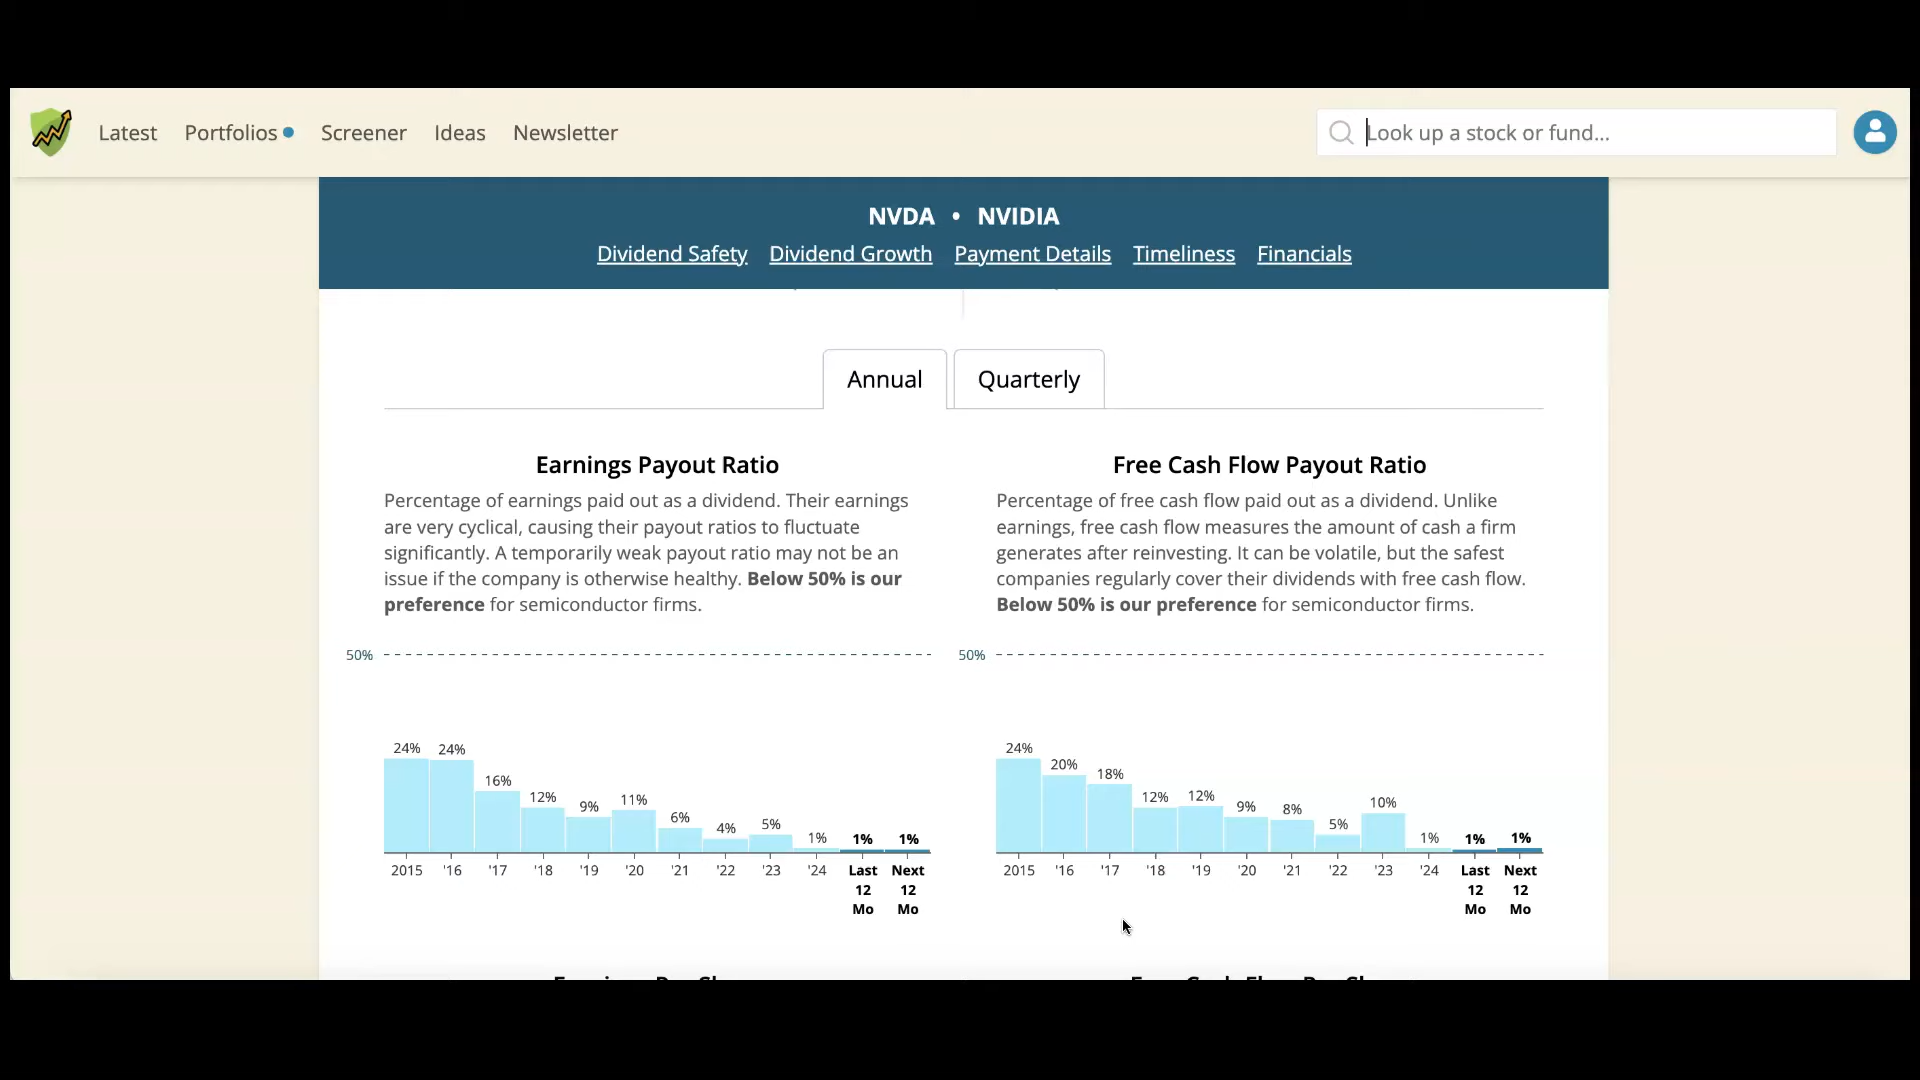 Latest Portfolios Screener Ideas Newsletter
Look up a stock or fund...
NVDA • NVIDIA
Dividend Safety Dividend Growth Payment Details Timeliness Financials
Annual Quarterly
Earnings Payout Ratio
Percentage of earnings paid out as a dividend. Their earnings
are very cyclical, causing their payout ratios to fluctuate
significantly. A temporarily weak payout ratio may not be an
issue if the company is otherwise healthy. Below 50% is our
preference for semiconductor firms.
50%
24% 24% 16% 12% 9% 11% 6% 4% 5% 1% 1% 1%
2015 '16 '17 '18 '19 '20 '21 '22 '23 '24 Last Next
12 12
Mo Mo
Free Cash Flow Payout Ratio
Percentage of free cash flow paid out as a dividend. Unlike
earnings, free cash flow measures the amount of cash a firm
generates after reinvesting. It can be volatile, but the safest
companies regularly cover their dividends with free cash flow.
Below 50% is our preference for semiconductor firms.
50%
24% 20% 18% 12% 12% 9% 8% 5% 10% 1% 1% 1%
2015 '16 '17 '18 '19 '20 '21 '22 '23 '24 Last Next
12 12
Mo Mo